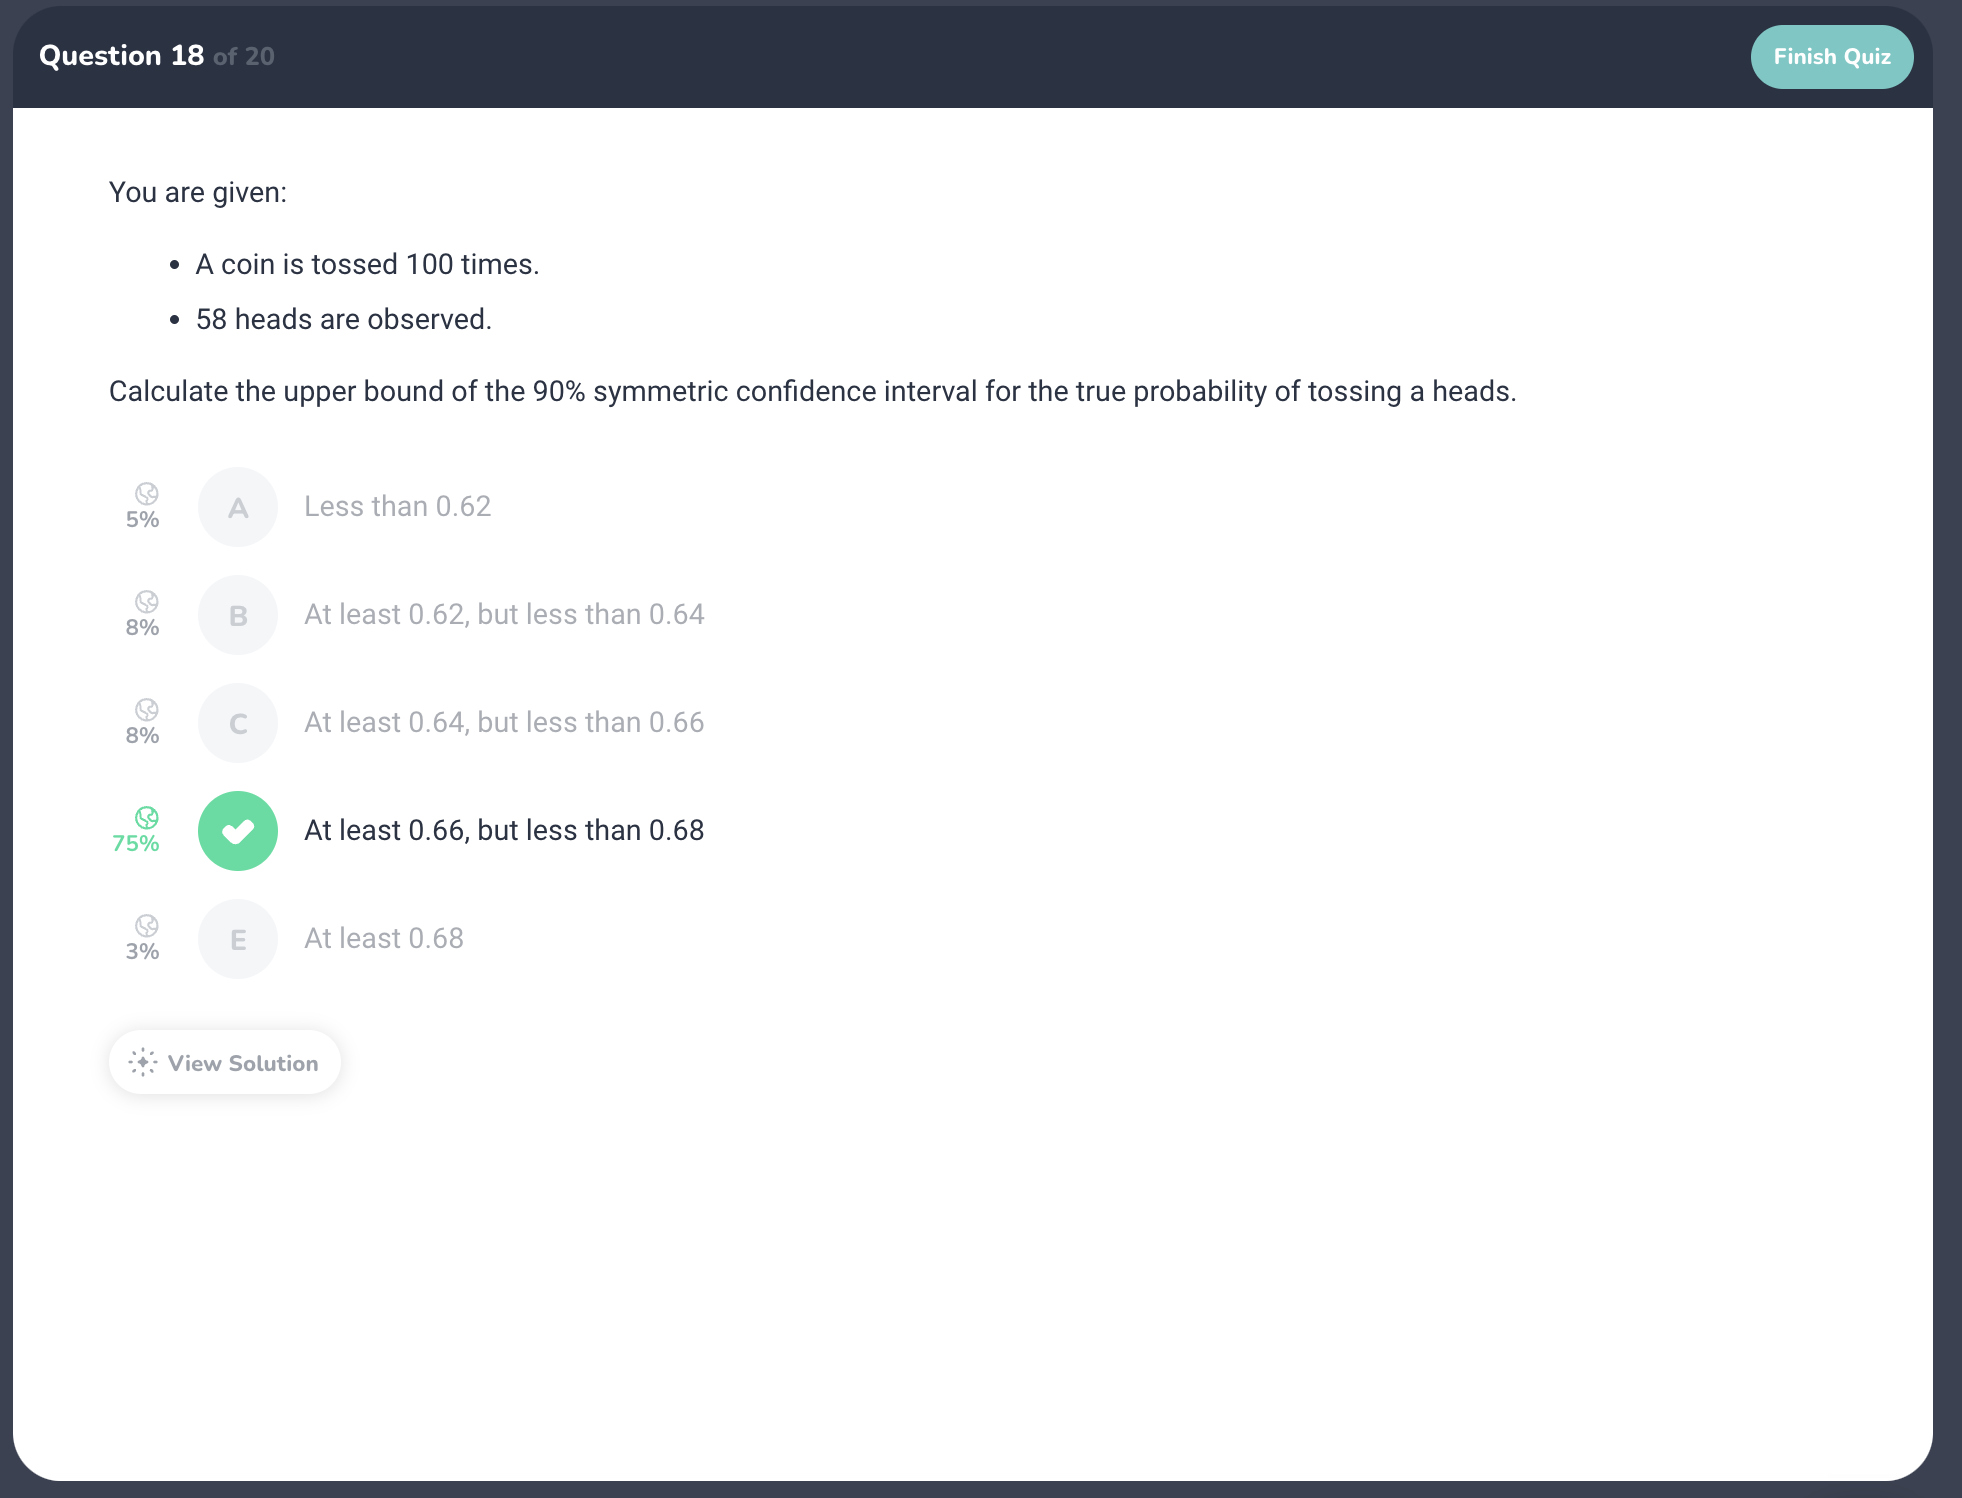 Question 18 of 20
Finish Quiz
You are given:
• A coin is tossed 100 times.
• 58 heads are observed.
Calculate the upper bound of the 90% symmetric confidence interval for the true probability of tossing a heads.
5% A Less than 0.62
8% B At least 0.62, but less than 0.64
8% C At least 0.64, but less than 0.66
75% At least 0.66, but less than 0.68
3% E At least 0.68
View Solution